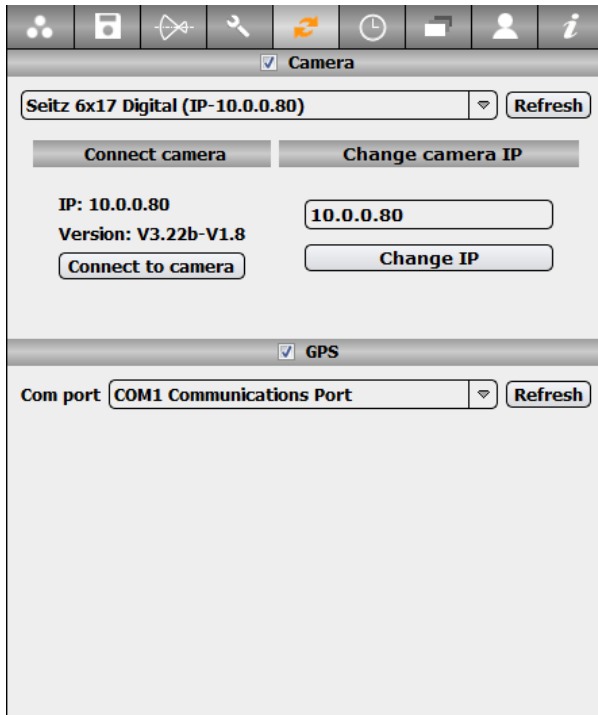 i
Camera
Seitz 6x17 Digital (IP-10.0.0.80)
Refresh
Connect camera
Change camera IP
IP: 10.0.0.80
Version: V3.22b-V1.8
Connect to camera
10.0.0.80
Change IP
GPS
Com port COM1 Communications Port
Refresh